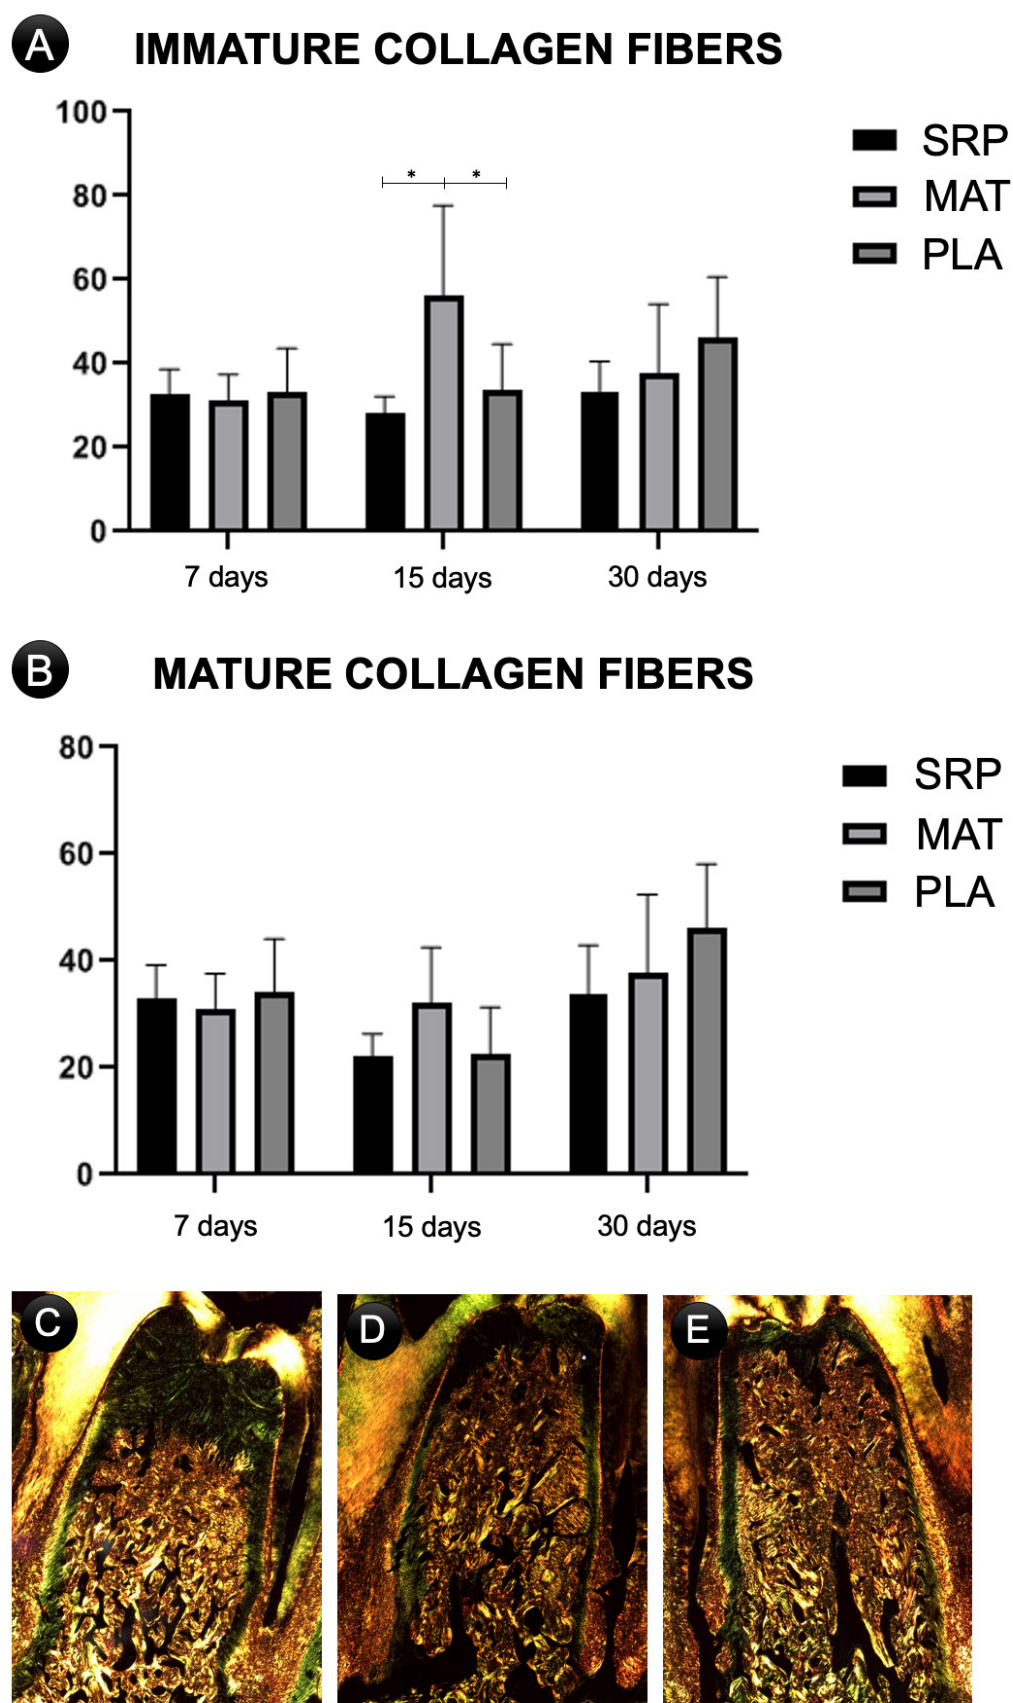 A
IMMATURE COLLAGEN FIBERS
100
80
60
40
20
0
* *
7 days 15 days 30 days
SRP
MAT
PLA
B
MATURE COLLAGEN FIBERS
80
60
40
20
0
7 days 15 days 30 days
SRP
MAT
PLA
C D E